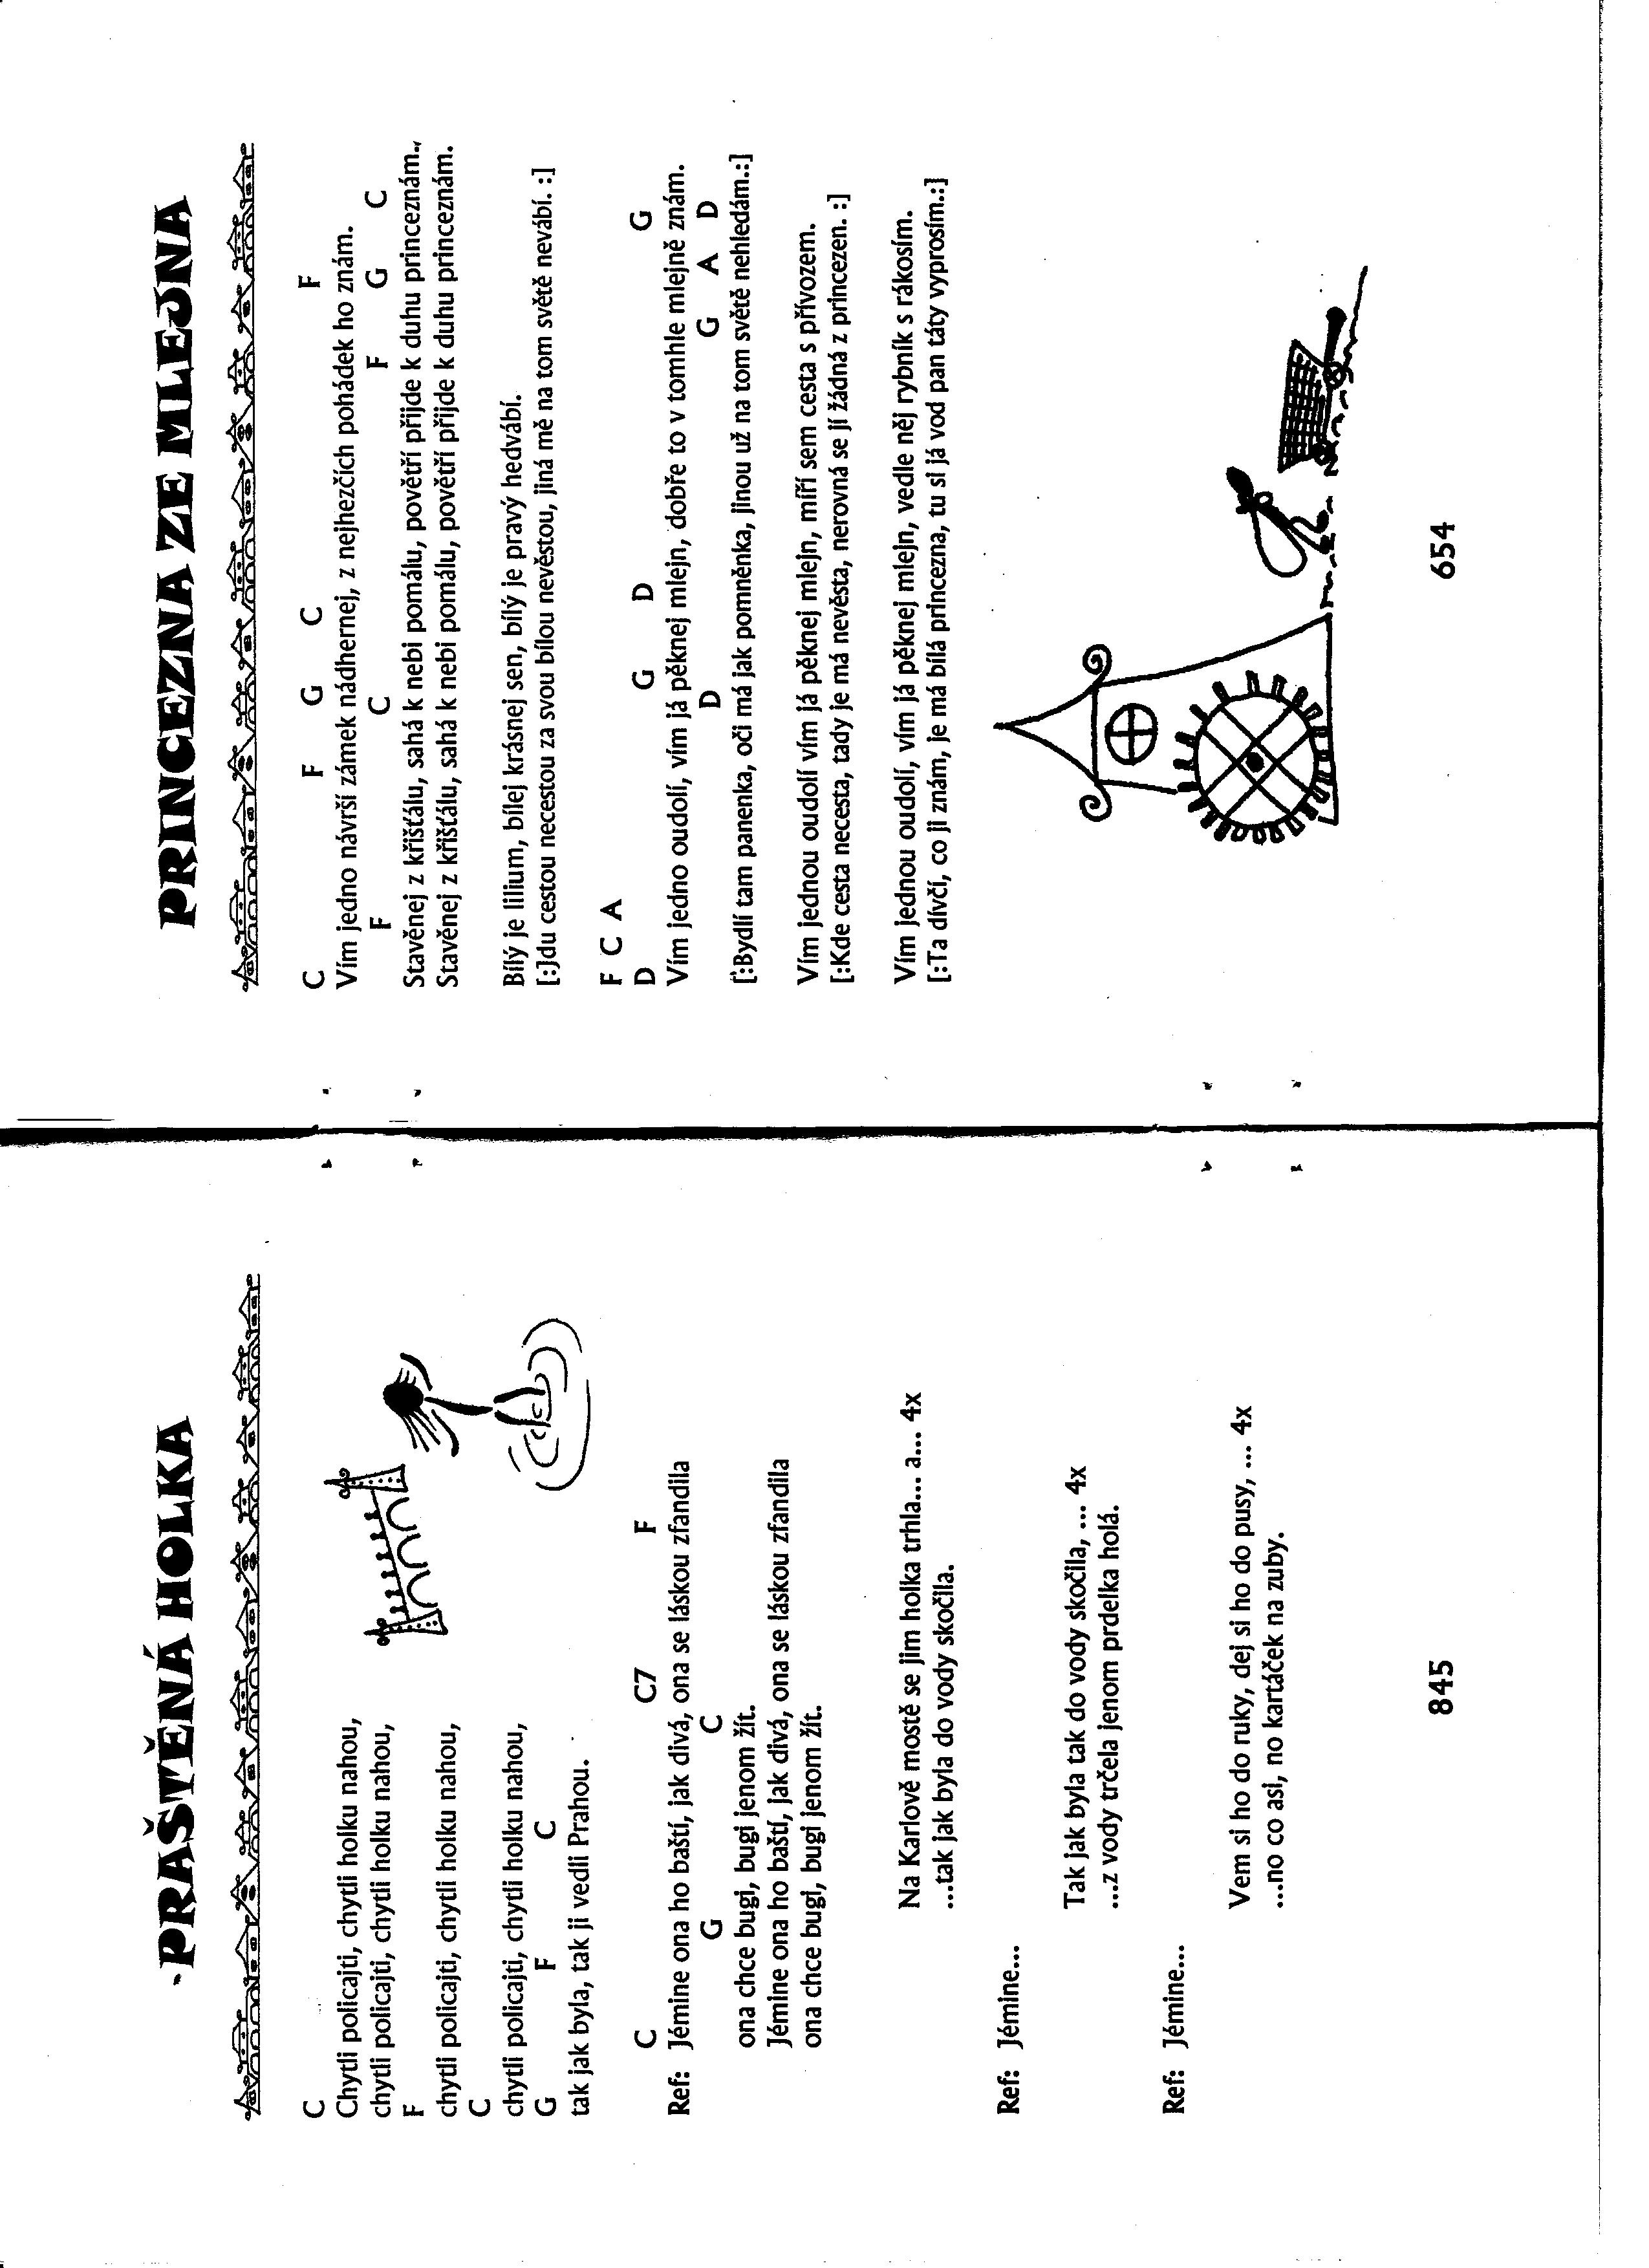 PRAŠTĚNÁ HOLKA
C
Chytli policajti, chytli holku nahou,
chytli policajti, chytli holku nahou,
F
chytli policajti, chytli holku nahou,
C
chytli policajti, chytli holku nahou,
G F C
tak jak byla, tak ji vedli Prahou.
C C7 F
Ref: Jémine ona ho baští, jak divá, ona se láskou zfandila
G C
ona chce bugi, bugi jenom žít.
Jémine ona ho baští, jak divá, ona se láskou zfandila
ona chce bugi, bugi jenom žít.
Na Karlově mostě se jim holka trhla... a... 4x
...tak jak byla do vody skočila.
Ref: Jémine...
Tak jak byla tak do vody skočila, ... 4x
...z vody trčela jenom prdelka holá.
Ref: Jémine...
Vem si ho do ruky, dej si ho do pusy, ... 4x
...no co asi, no kartáček na zuby.
845
PRINCEZNA ZE MLEJNA
C F G C F
Vím jedno návrší zámek nádhernej, z nejhezčích pohádek ho znám.
F C F G C
Stavěnej z křišťálu, sahá k nebi pomálu, povětří přijde k duhu princeznám.
Stavěnej z křišťálu, sahá k nebi pomálu, povětří přijde k duhu princeznám.
Bílý je lilium, bílej krásnej sen, bílý je pravý hedvábí.
[:Jdu cestou necestou za svou bílou nevěstou, jiná mě na tom světě nevábí. :]
F C A
D G D G
Vím jedno oudolí, vím já pěknej mlejn, dobře to v tomhle mlejně znám.
D G A D
[:Bydlí tam panenka, oči má jak pomněnka, jinou už na tom světě nehledám.:]
Vím jednou oudolí vím já pěknej mlejn, míří sem cesta s přívozem.
[:Kde cesta necesta, tady je má nevěsta, nerovná se jí žádná z princezen. :]
Vím jednou oudolí, vím já pěknej mlejn, vedle něj rybník s rákosím.
[:Ta dívčí, co ji znám, je má bílá princezna, tu si já vod pan táty vyprosím.:]
654